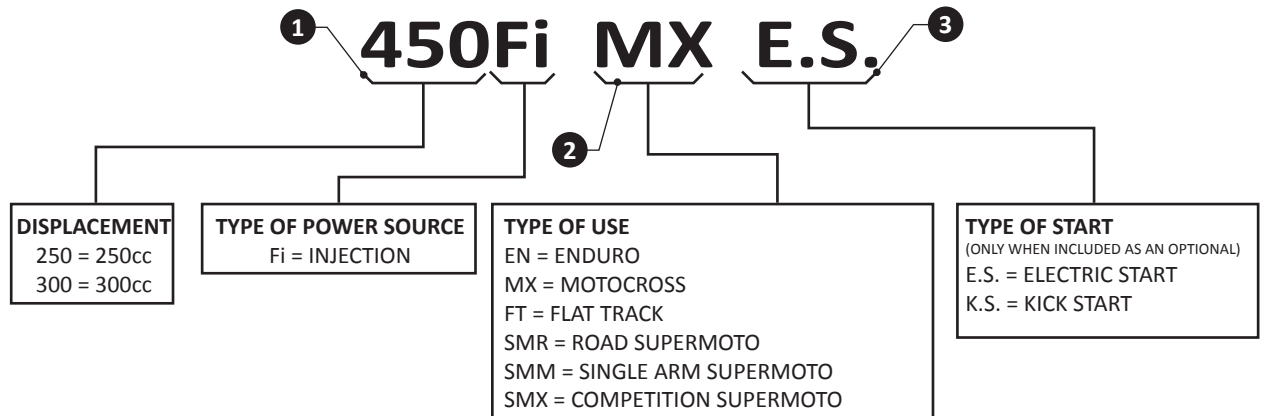 1 450Fi MX E.S. 3
2
DISPLACEMENT
250 = 250cc
300 = 300cc
TYPE OF POWER SOURCE
Fi = INJECTION
TYPE OF USE
EN = ENDURO
MX = MOTOCROSS
FT = FLAT TRACK
SMR = ROAD SUPERMOTO
SMM = SINGLE ARM SUPERMOTO
SMX = COMPETITION SUPERMOTO
TYPE OF START
(ONLY WHEN INCLUDED AS AN OPTIONAL)
E.S. = ELECTRIC START
K.S. = KICK START